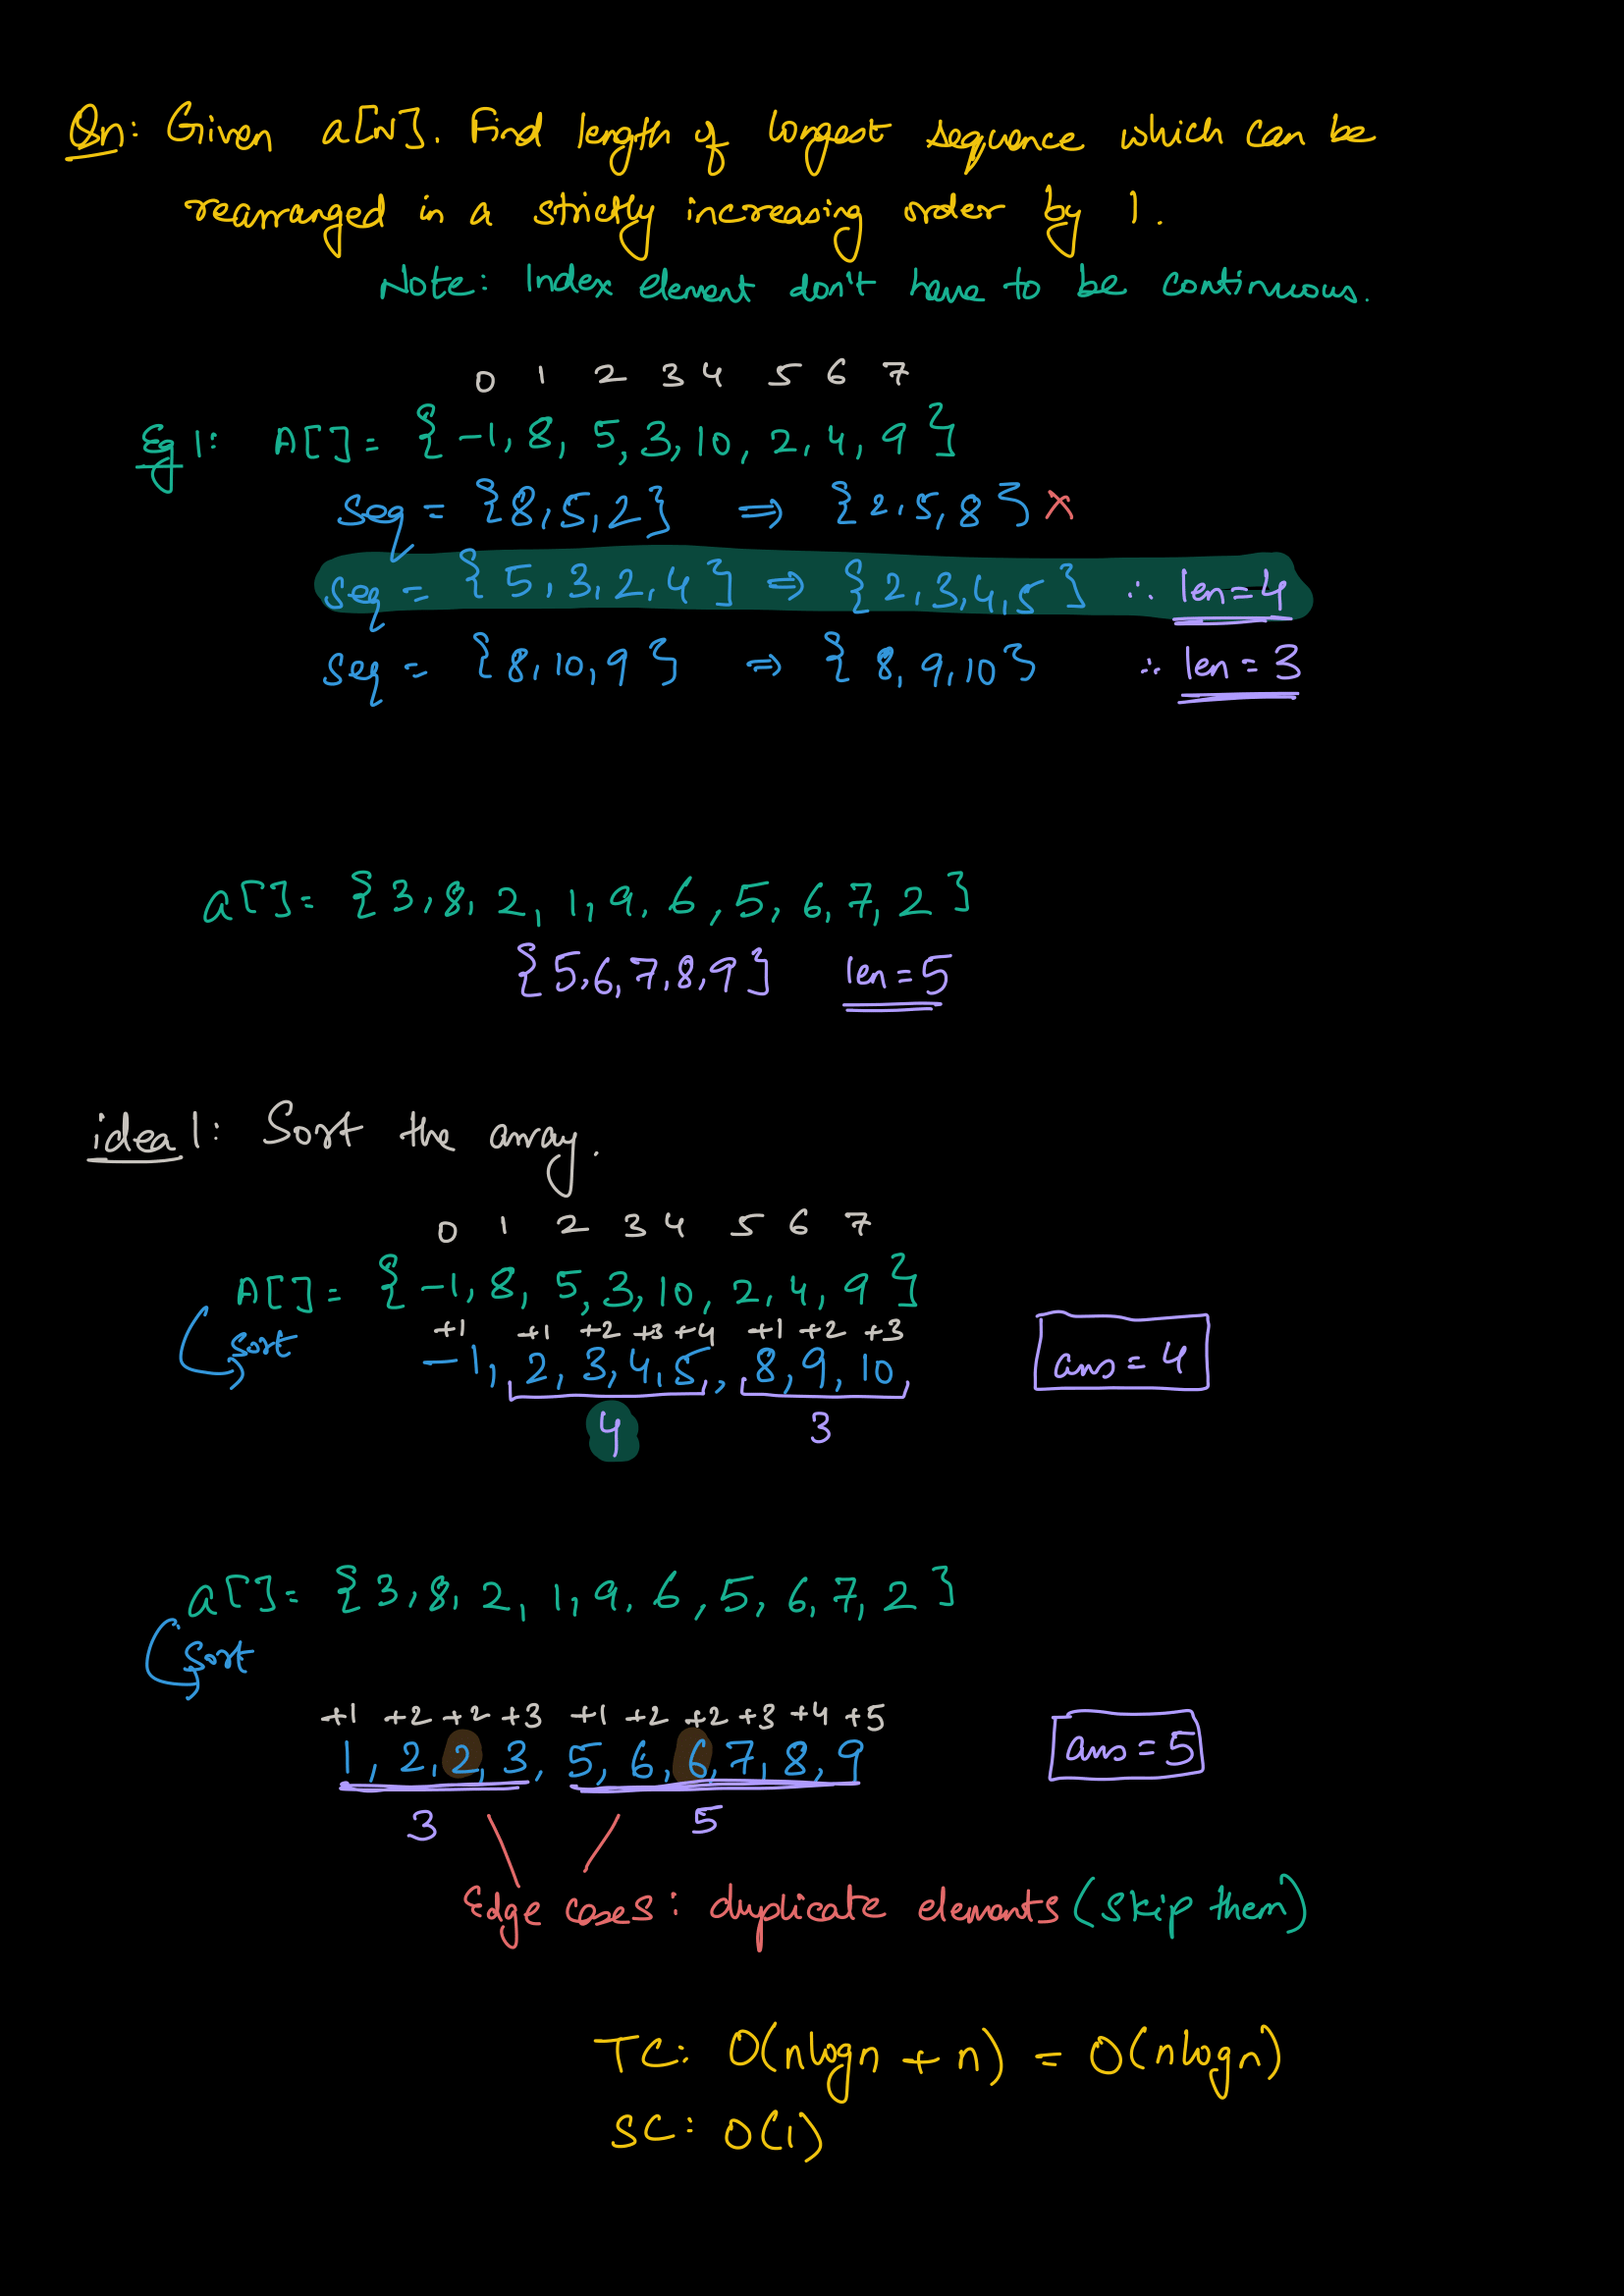 Qn: Given a[N]. Find length of longest sequence which can be
rearranged in a strictly increasing order by 1.
Note: Index element don't have to be continuous.
0 1 2 3 4 5 6 7
Eg 1: A[] = {-1, 8, 5, 3, 10, 2, 4, 9}
seq = {8, 5, 2} ⇒ {2, 5, 8} ×
seq = {5, 3, 2, 4} ⇒ {2, 3, 4, 5} ∴ len = 4
seq = {8, 10, 9} ⇒ {8, 9, 10} ∴ len = 3
a[] = {3, 8, 2, 1, 9, 6, 5, 6, 7, 2}
{5, 6, 7, 8, 9} len = 5
idea 1: Sort the array.
0 1 2 3 4 5 6 7
A[] = {-1, 8, 5, 3, 10, 2, 4, 9}
sort +1 +1 +2 +3 +4 +1 +2 +3
-1, 2, 3, 4, 5, , 8, 9, 10, ans = 4
4 3
a[] = {3, 8, 2, 1, 9, 6, 5, 6, 7, 2}
sort
+1 +2 +2 +3 +1 +2 +2 +3 +4 +5
1, 2, 2, 3, 5, 6, 6, 7, 8, 9 ans = 5
3 5
Edge cases: duplicate elements (skip them)
TC: O(nlogn + n) = O(nlogn)
SC: O(1)